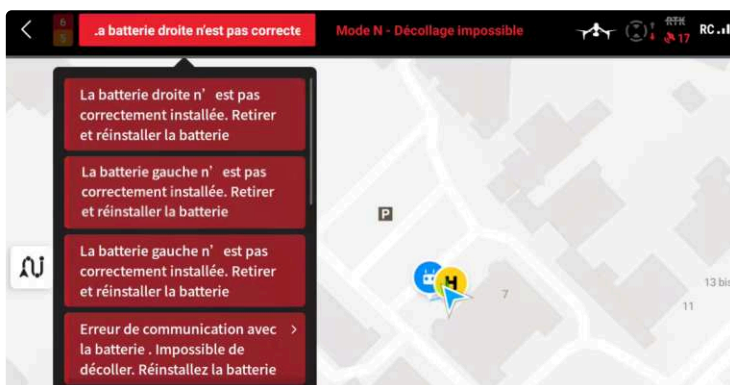 6
5
.a batterie droite n'est pas correcte
Mode N - Décollage impossible
RTK
17
RC
La batterie droite n' est pas
correctement installée. Retirer
et réinstaller la batterie
La batterie gauche n' est pas
correctement installée. Retirer
et réinstaller la batterie
La batterie gauche n' est pas
correctement installée. Retirer
et réinstaller la batterie
Erreur de communication avec
la batterie . Impossible de
décoller. Réinstallez la batterie
P
H
7
13 bis
11